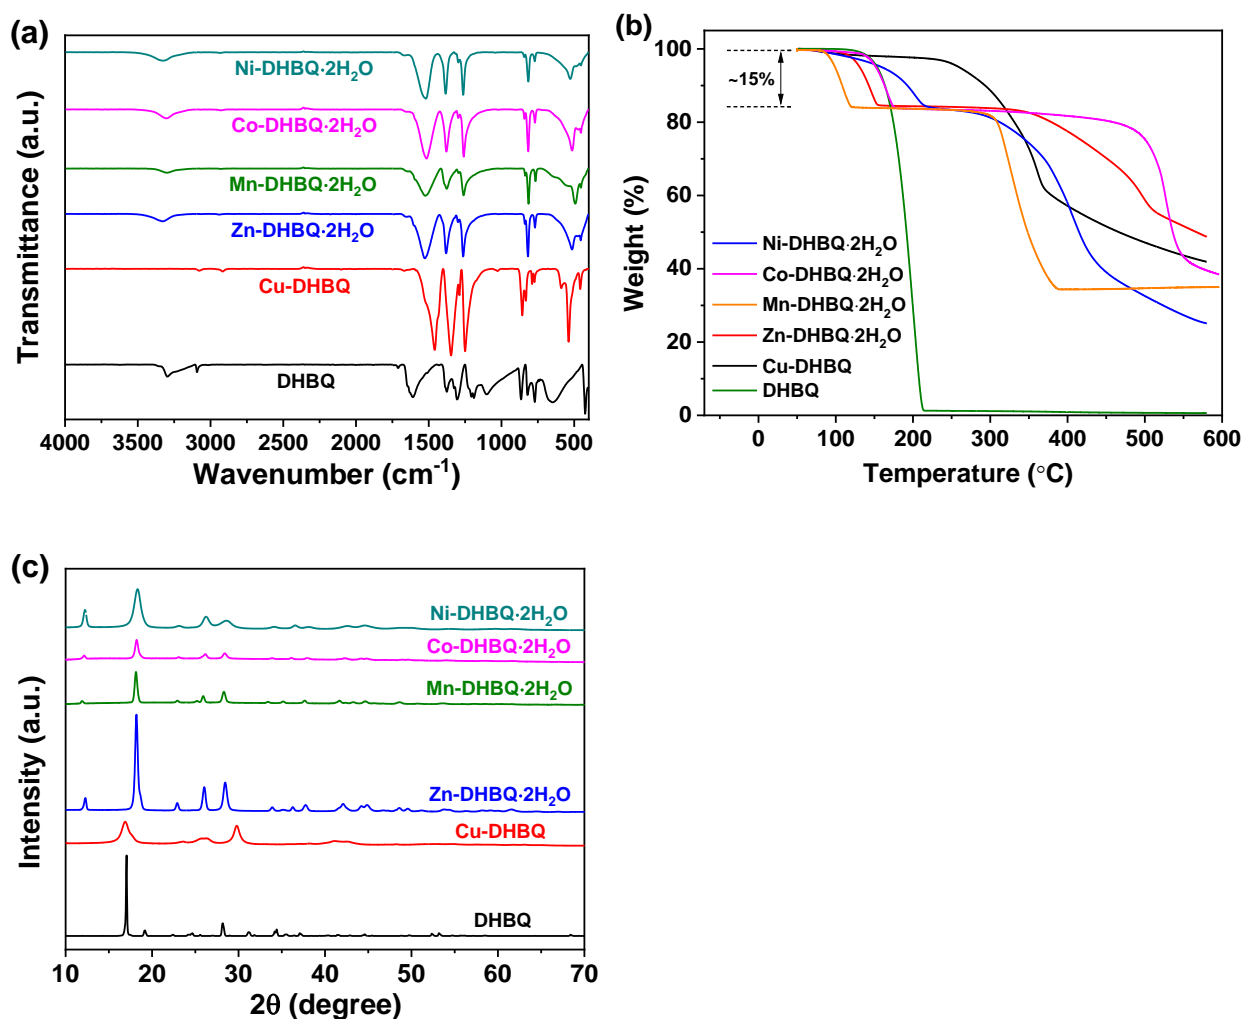 (a)
Ni-DHBQ·2H₂O
Co-DHBQ·2H₂O
Mn-DHBQ·2H₂O
Zn-DHBQ·2H₂O
Cu-DHBQ
DHBQ
Transmittance (a.u.)
4000 3500 3000 2500 2000 1500 1000 500
Wavenumber (cm⁻¹)
(b)
100
80
60
40
20
0
~15%
Weight (%)
Ni-DHBQ·2H₂O
Co-DHBQ·2H₂O
Mn-DHBQ·2H₂O
Zn-DHBQ·2H₂O
Cu-DHBQ
DHBQ
0 100 200 300 400 500 600
Temperature (°C)
(c)
Ni-DHBQ·2H₂O
Co-DHBQ·2H₂O
Mn-DHBQ·2H₂O
Zn-DHBQ·2H₂O
Cu-DHBQ
DHBQ
Intensity (a.u.)
10 20 30 40 50 60 70
2θ (degree)